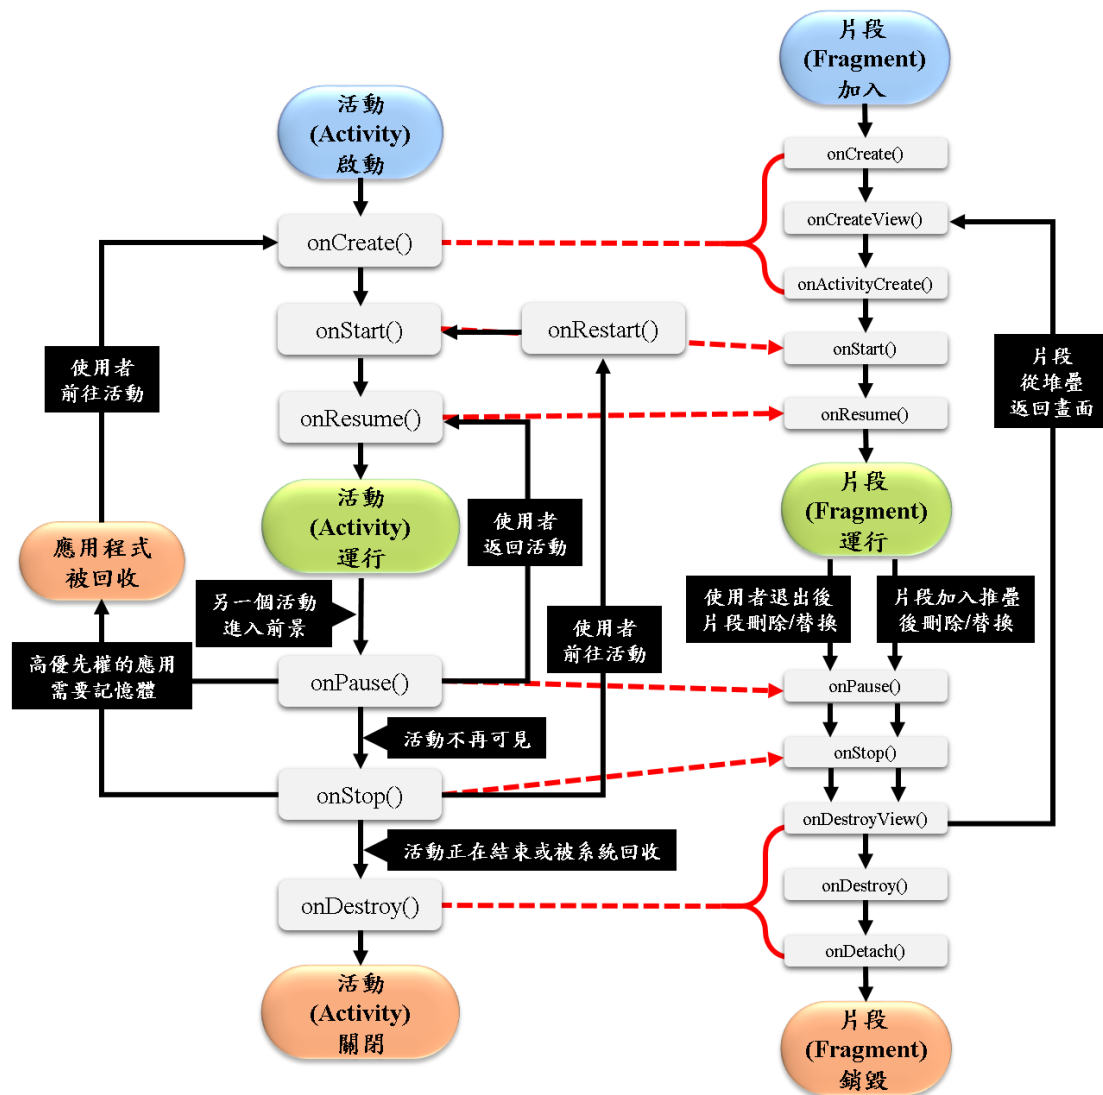 活動
(Activity)
啟動
onCreate()
onStart()
onRestart()
onResume()
活動
(Activity)
運行
使用者
前往活動
應用程式
被回收
高優先權的應用
需要記憶體
另一個活動
進入前景
使用者
返回活動
使用者
前往活動
onPause()
活動不再可見
onStop()
活動正在結束或被系統回收
onDestroy()
活動
(Activity)
關閉
片段
(Fragment)
加入
onCreate()
onCreateView()
onActivityCreate()
onStart()
onResume()
片段
從堆疊
返回畫面
片段
(Fragment)
運行
使用者退出後
片段刪除/替換
片段加入推疊
後刪除/替換
onPause()
onStop()
onDestroyView()
onDestroy()
onDetach()
片段
(Fragment)
銷毀